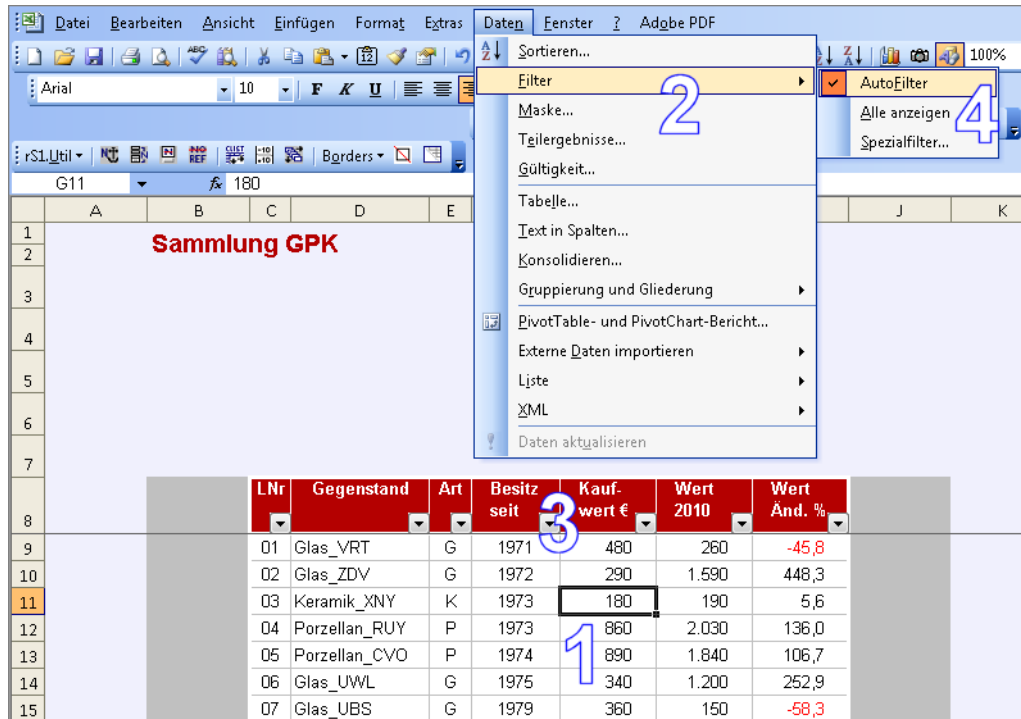 Datei Bearbeiten Ansicht Einfügen Format Extras Daten Fenster ? Adobe PDF
100%
Arial 10 F K U
rS1.Util Borders
G11 fx 180
Sortieren...
Filter
Maske...
Teilergebnisse...
Gültigkeit...
Tabelle...
Text in Spalten...
Konsolidieren...
Gruppierung und Gliederung
PivotTable- und PivotChart-Bericht...
Externe Daten importieren
Liste
XML
Daten aktualisieren
2
AutoFilter
Alle anzeigen
Spezialfilter...
4
A B C D E J K
1
2
Sammlung GPK
3
4
5
6
7
8 LNr Gegenstand Art Besitz seit Kauf-wert € Wert 2010 Wert Änd. %
3
9 01 Glas_VRT G 1971 480 260 -45,8
10 02 Glas_ZDV G 1972 290 1.590 448,3
11 03 Keramik_XNY K 1973 180 190 5,6
12 04 Porzellan_RUY P 1973 860 2.030 136,0
13 05 Porzellan_CVO P 1974 890 1.840 106,7
14 06 Glas_UWL G 1975 340 1.200 252,9
15 07 Glas_UBS G 1979 360 150 -58,3
1